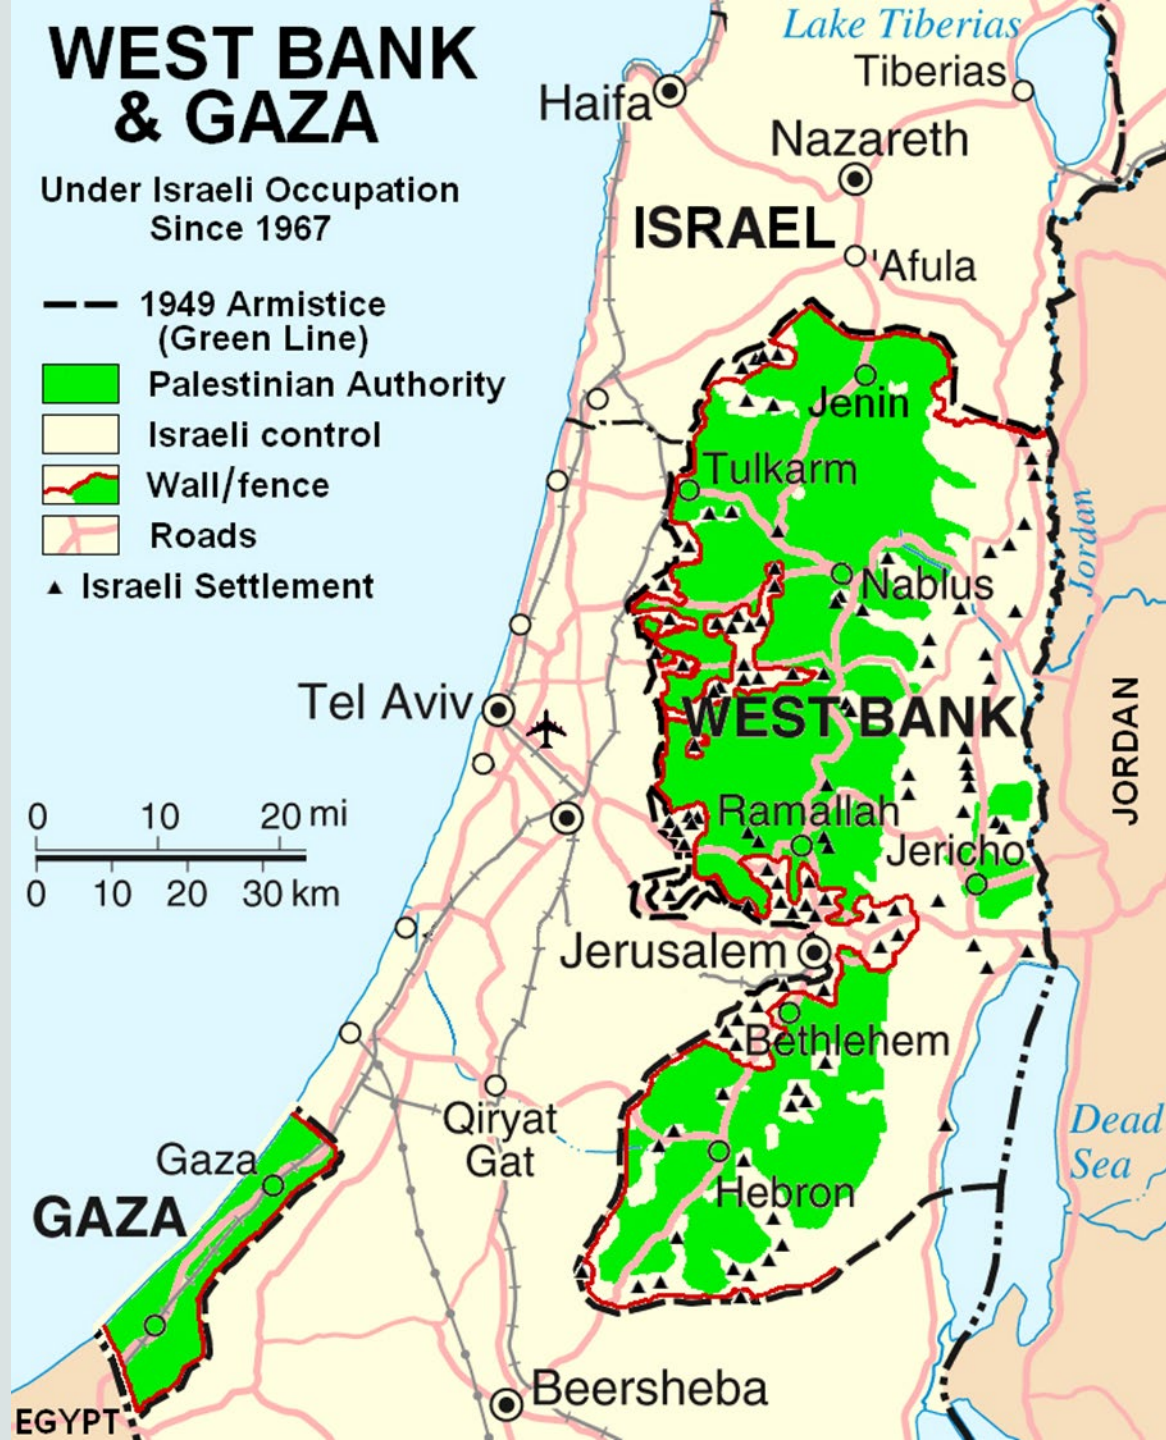 WEST BANK
& GAZA
Under Israeli Occupation
Since 1967
1949 Armistice
(Green Line)
Palestinian Authority
Israeli control
Wall/fence
Roads
Israeli Settlement
Lake Tiberias
Tiberias
Haifa
Nazareth
ISRAEL
'Afula
Jenin
Tulkarm
Jordan
Nablus
Tel Aviv
WEST BANK
JORDAN
0 10 20 mi
0 10 20 30 km
Ramallah
Jericho
Jerusalem
Bethlehem
Qiryat
Gat
Dead
Sea
Gaza
GAZA
Hebron
Beersheba
EGYPT